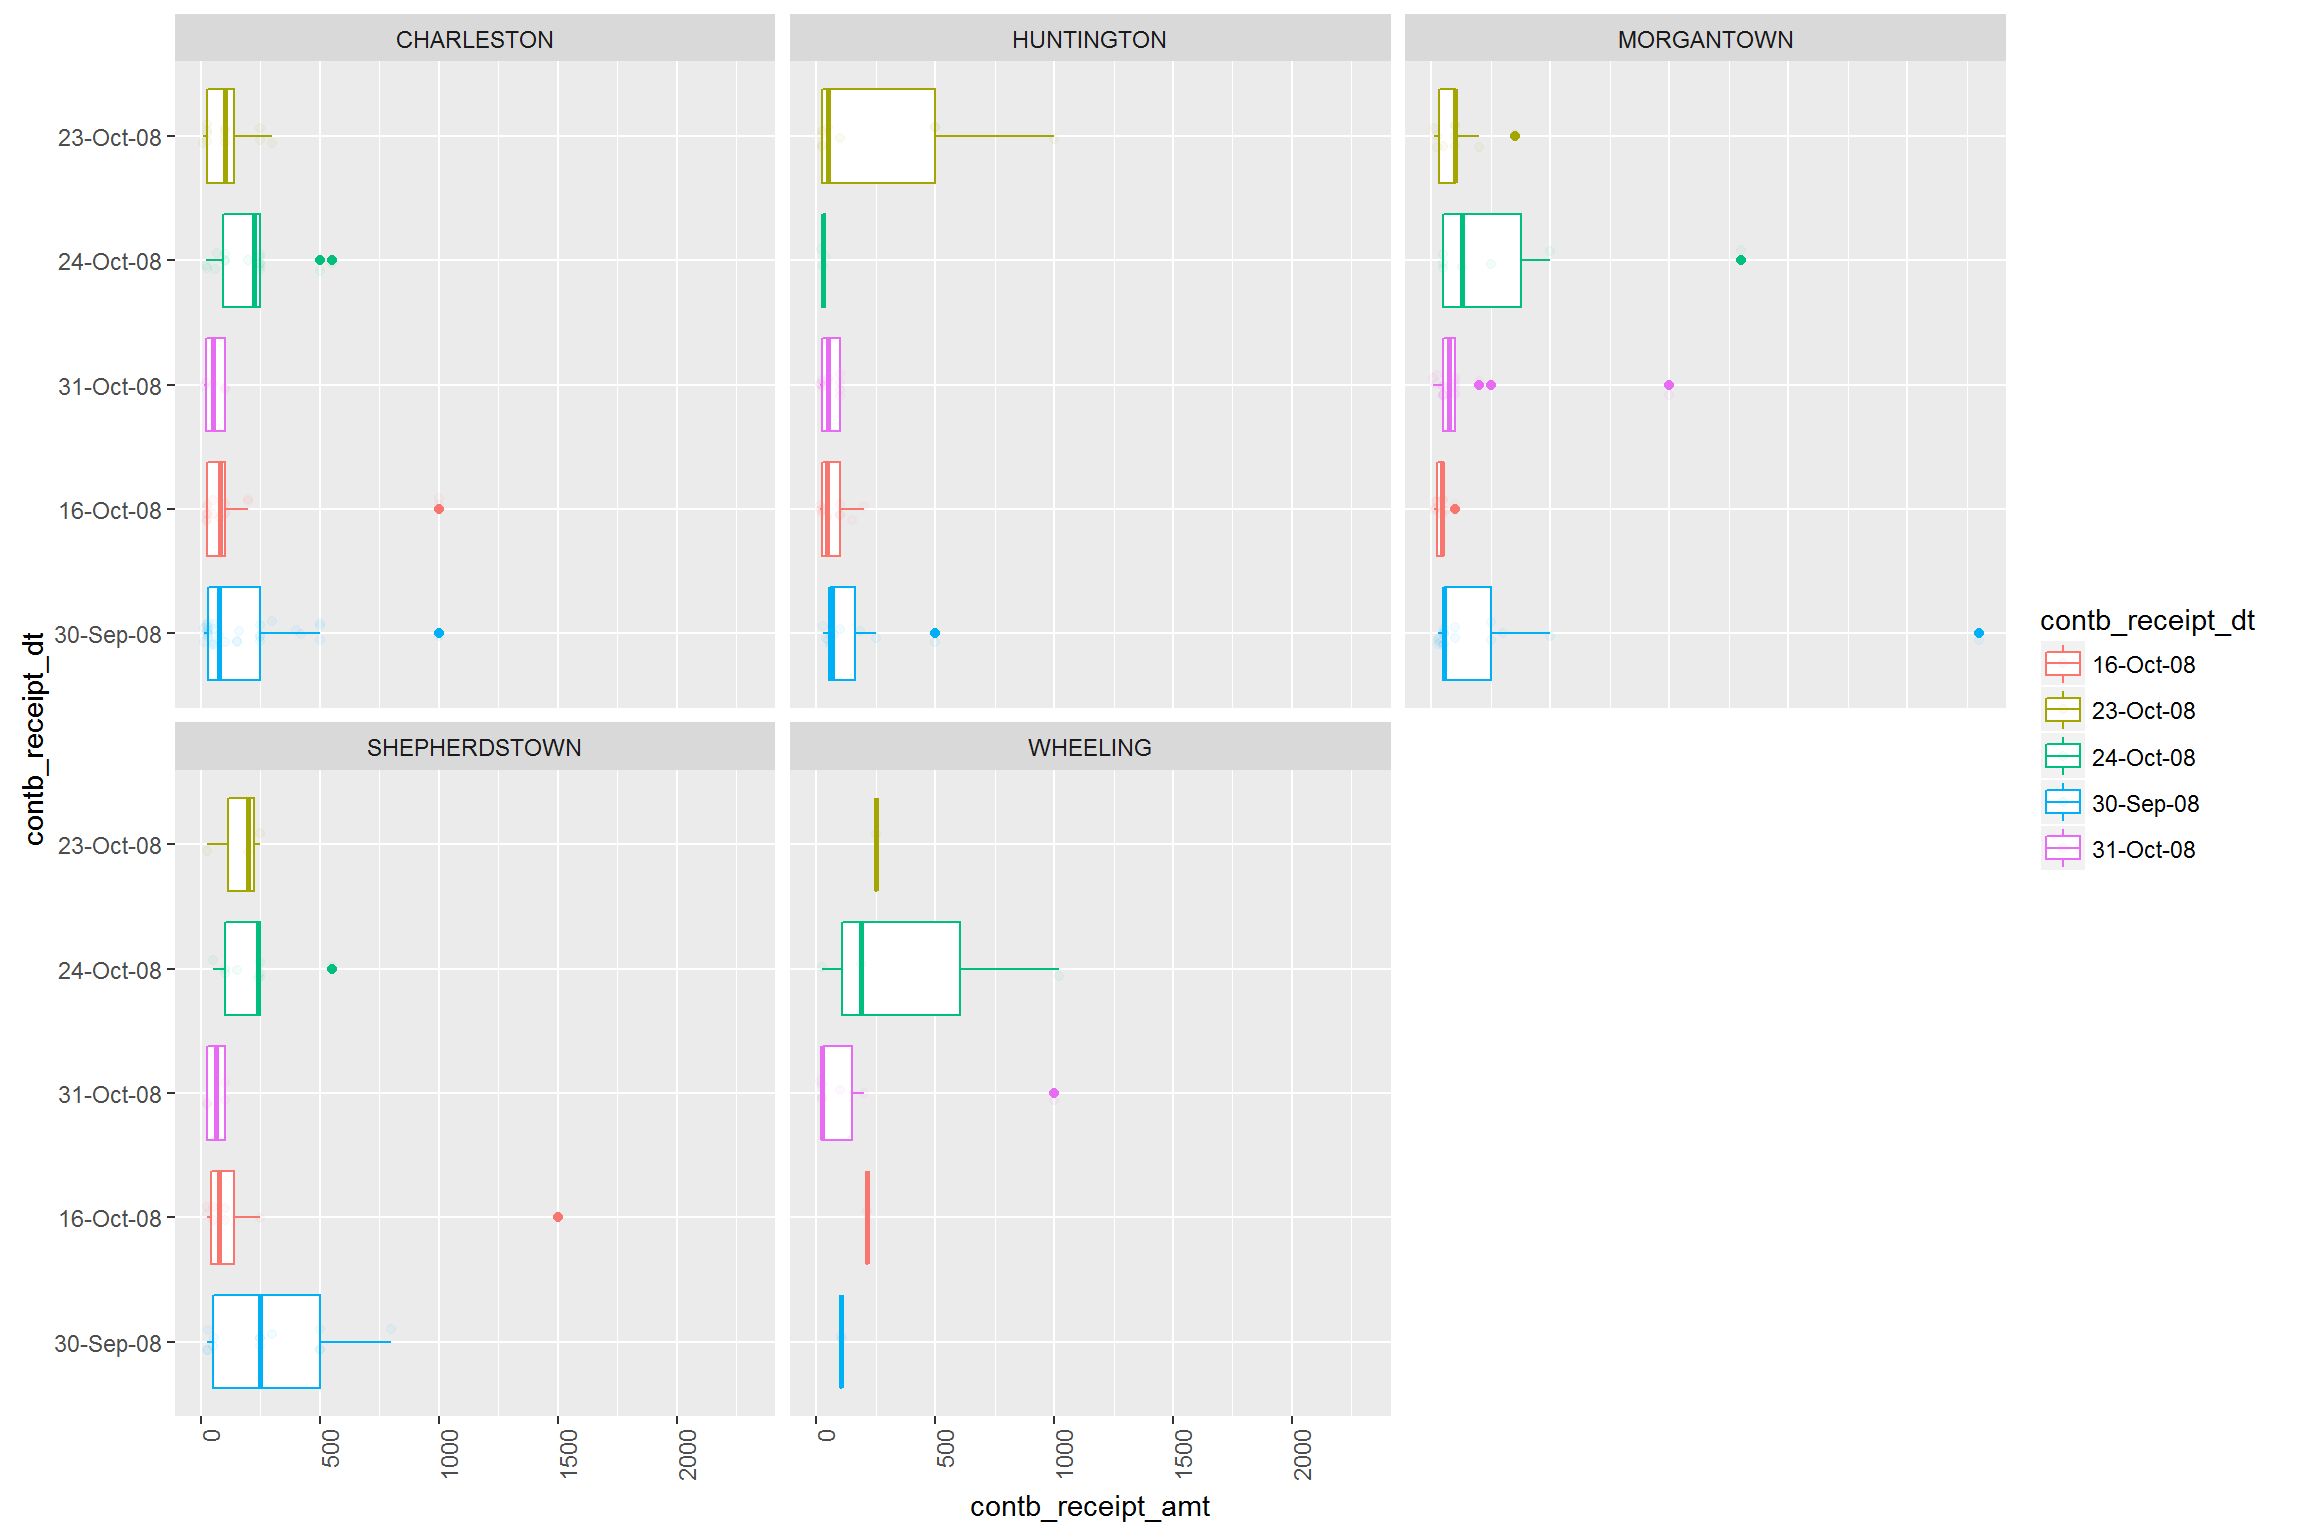 CHARLESTON
HUNTINGTON
MORGANTOWN
23-Oct-08
24-Oct-08
31-Oct-08
16-Oct-08
30-Sep-08
SHEPHERDSTOWN
WHEELING
23-Oct-08
24-Oct-08
31-Oct-08
16-Oct-08
30-Sep-08
0
500
1000
1500
2000
0
500
1000
1500
2000
contb_receipt_amt
contb_receipt_dt
contb_receipt_dt
16-Oct-08
23-Oct-08
24-Oct-08
30-Sep-08
31-Oct-08